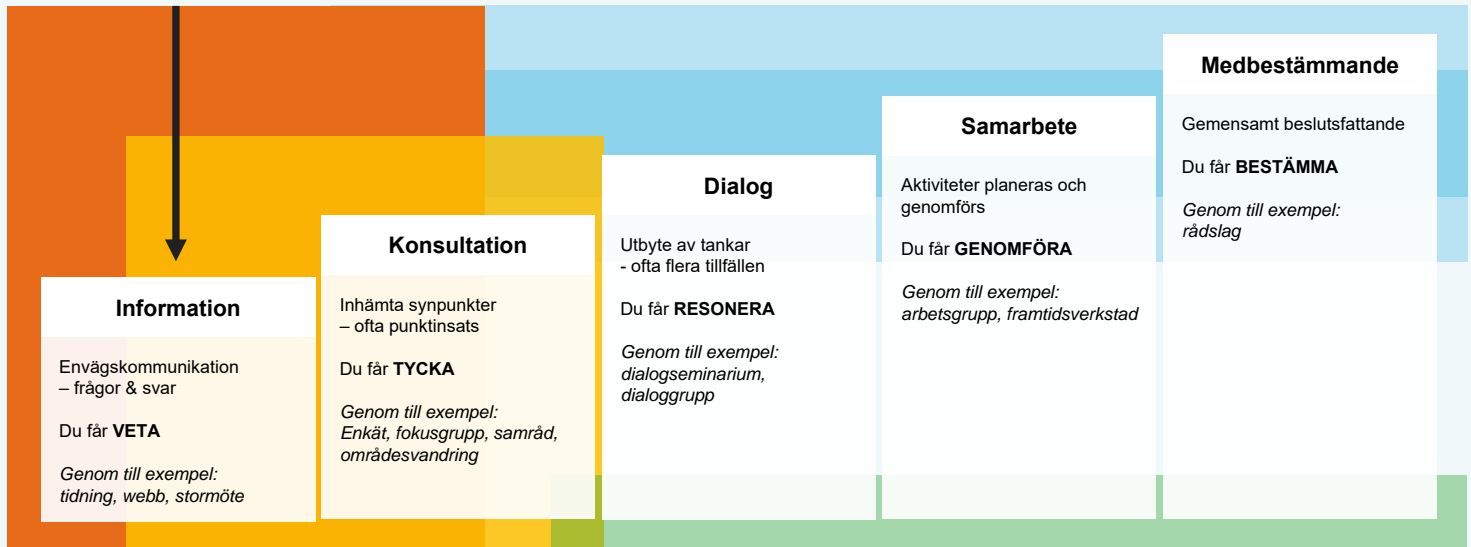 Information
Envägskommunikation
– frågor & svar
Du får VETA
Genom till exempel:
tidning, webb, stormöte
Konsultation
Inhämta synpunkter
– ofta punktinsats
Du får TYCKA
Genom till exempel:
Enkät, fokusgrupp, samråd,
områdesvandring
Dialog
Utbyte av tankar
- ofta flera tillfällen
Du får RESONERA
Genom till exempel:
dialogseminarium,
dialoggrupp
Samarbete
Aktiviteter planeras och
genomförs
Du får GENOMFÖRA
Genom till exempel:
arbetsgrupp, framtidsverkstad
Medbestämmande
Gemensamt beslutsfattande
Du får BESTÄMMA
Genom till exempel:
rådslag